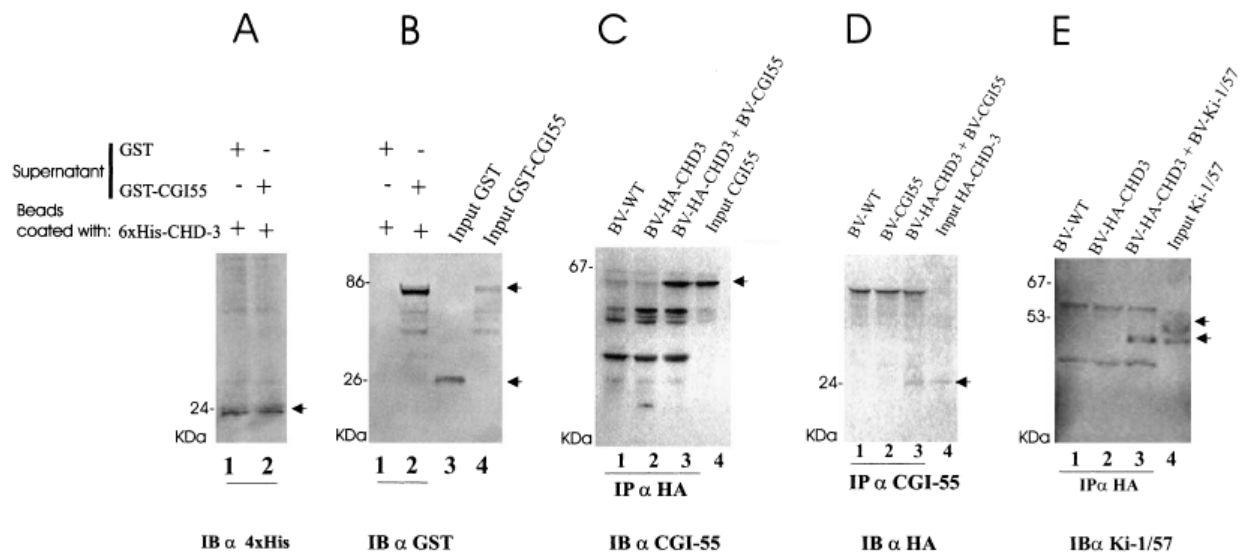 A B C D E
Supernatant
GST + -
GST-CGI55 - +
Beads
coated with: 6xHis-CHD-3 + +
24-
KDa
1 2
IB α 4xHis
+ -
- +
+ +
Input GST
Input GST-CGI55
86-
26-
KDa
1 2 3 4
IB α GST
BV-WT
BV-HA-CHD3
BV-HA-CHD3 + BV-CGI55
Input CGI55
67-
KDa
1 2 3 4
IP α HA
IB α CGI-55
BV-WT
BV-CGI55
BV-HA-CHD3 + BV-CGI55
Input HA-CHD-3
24-
KDa
1 2 3 4
IP α CGI-55
IB α HA
BV-WT
BV-HA-CHD3
BV-HA-CHD3 + BV-Ki-1/57
Input Ki-1/57
67-
53-
KDa
1 2 3 4
IPα HA
IBα Ki-1/57